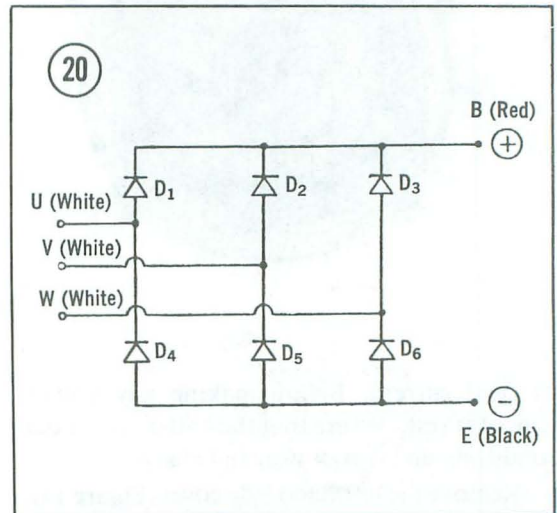 20
B (Red)
+
D₁
D₂
D₃
U (White)
V (White)
W (White)
D₄
D₅
D₆
−
E (Black)